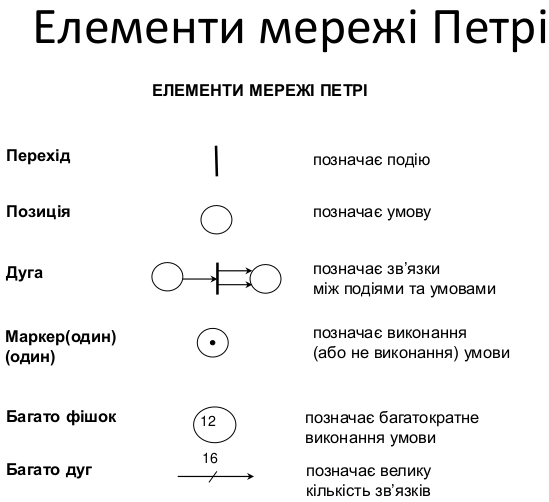 Елементи мережі Петрі
ЕЛЕМЕНТИ МЕРЕЖІ ПЕТРІ
Перехід
позначає подію
Позиція
позначає умову
Дуга
позначає зв’язки
між подіями та умовами
Маркер(один)
(один)
позначає виконання
(або не виконання) умови
Багато фішок
12
позначає багатократне
виконання умови
Багато дуг
16
позначає велику
кількість зв’язків